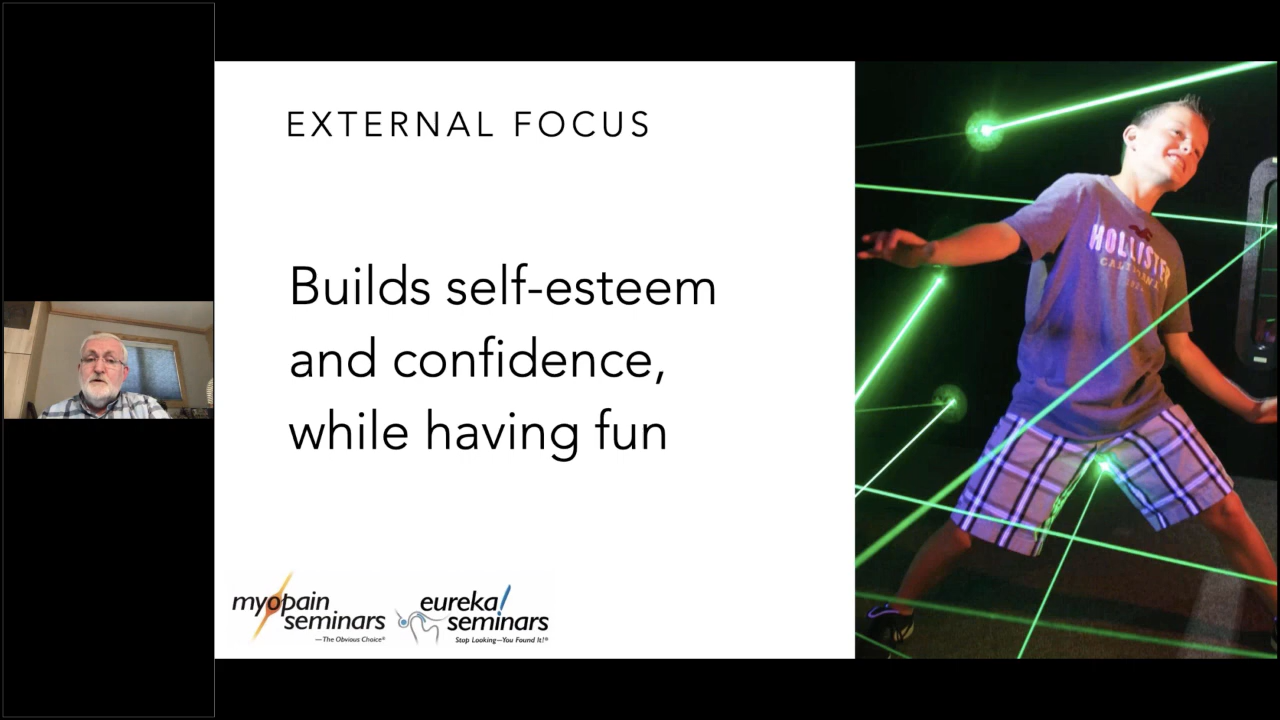 EXTERNAL FOCUS
Builds self-esteem
and confidence,
while having fun
myopain
seminars
—The Obvious Choice®
eureka!
seminars
Stop Looking—You Found It!®
HOLLISTE